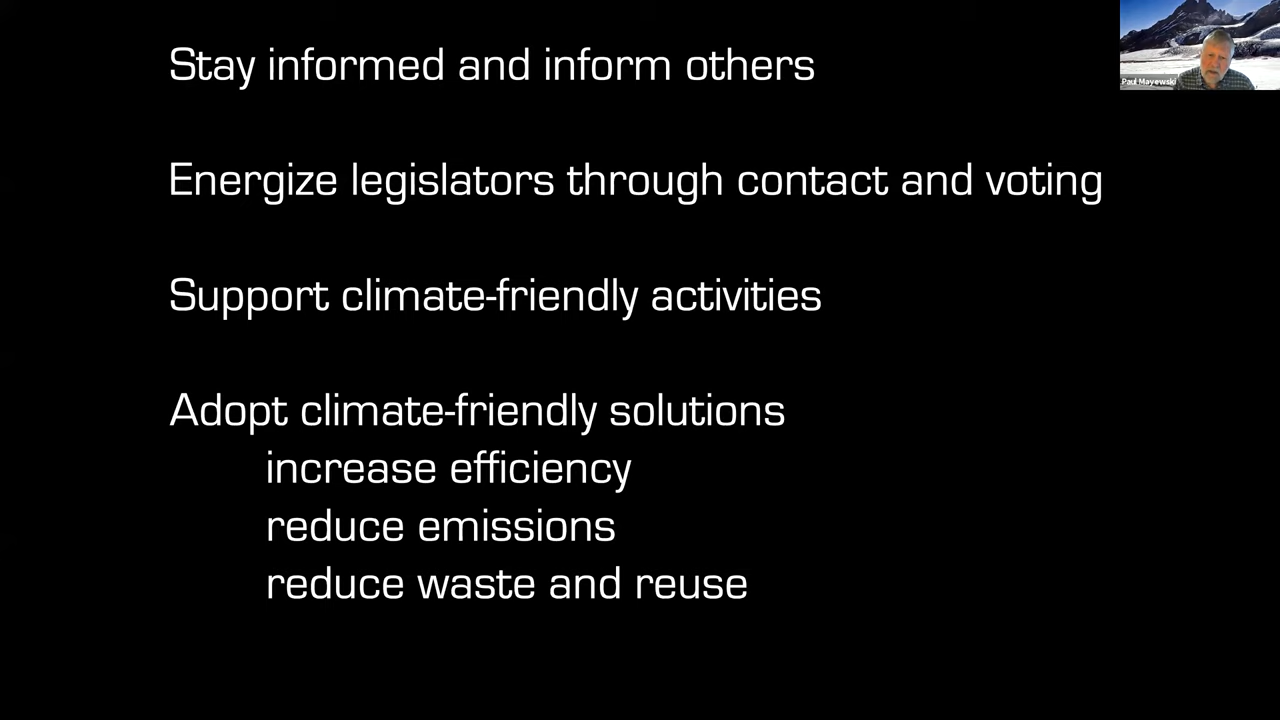 Stay informed and inform others
Paul Mayewski
Energize legislators through contact and voting
Support climate-friendly activities
Adopt climate-friendly solutions
increase efficiency
reduce emissions
reduce waste and reuse